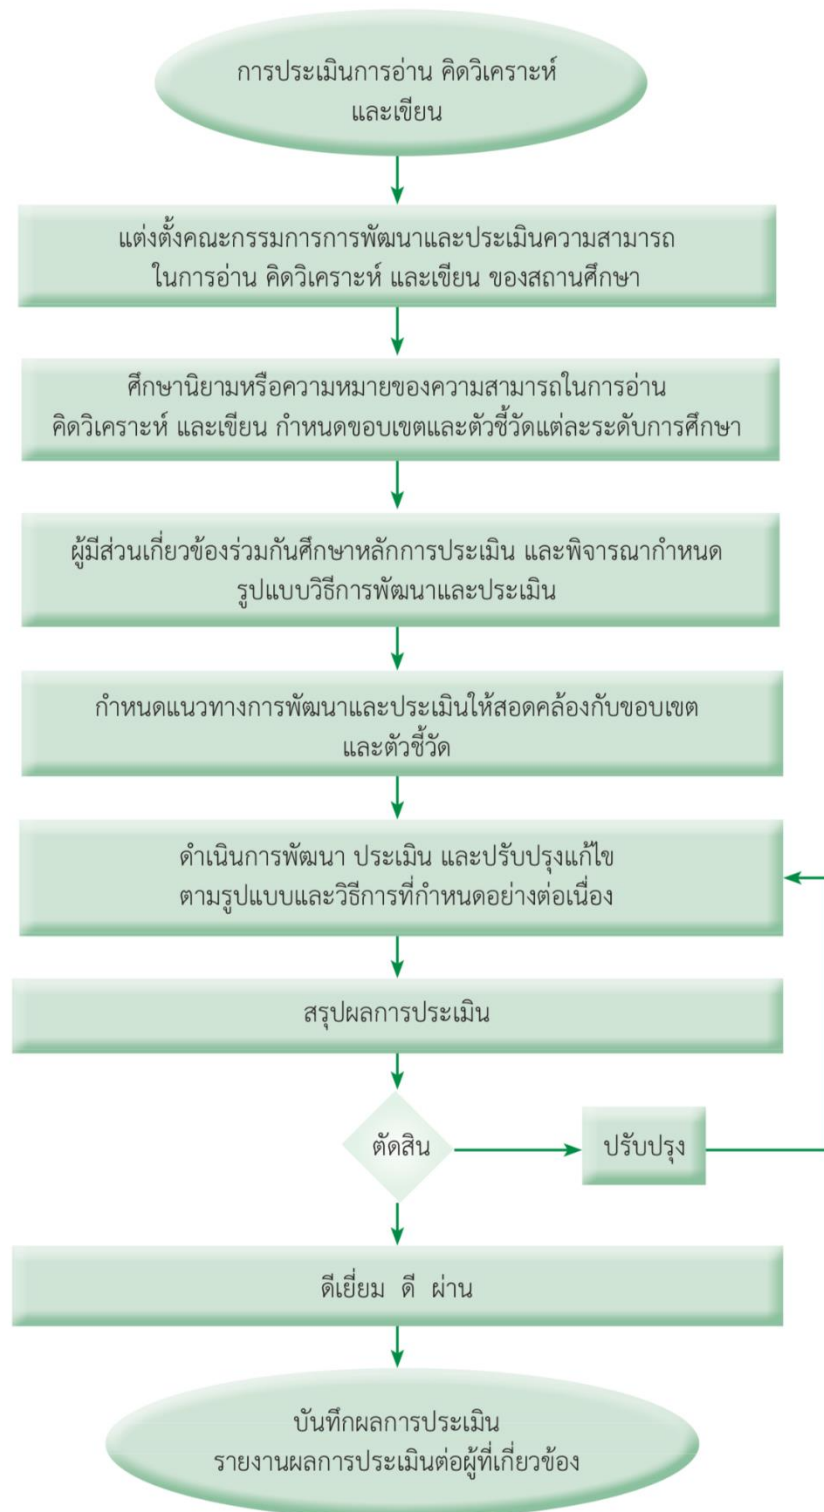 การประเมินการอ่าน คิดวิเคราะห์
และเขียน
แต่งตั้งคณะกรรมการการพัฒนาและประเมินความสามารถ
ในการอ่าน คิดวิเคราะห์ และเขียน ของสถานศึกษา
ศึกษานิยามหรือความหมายของความสามารถในการอ่าน
คิดวิเคราะห์ และเขียน กำหนดขอบเขตและตัวชี้วัดแต่ละระดับการศึกษา
ผู้มีส่วนเกี่ยวข้องร่วมกันศึกษาหลักการประเมิน และพิจารณากำหนด
รูปแบบวิธีการพัฒนาและประเมิน
กำหนดแนวทางการพัฒนาและประเมินให้สอดคล้องกับขอบเขต
และตัวชี้วัด
ดำเนินการพัฒนา ประเมิน และปรับปรุงแก้ไข
ตามรูปแบบและวิธีการที่กำหนดอย่างต่อเนื่อง
สรุปผลการประเมิน
ตัดสิน
ปรับปรุง
ดีเยี่ยม ดี ผ่าน
บันทึกผลการประเมิน
รายงานผลการประเมินต่อผู้ที่เกี่ยวข้อง